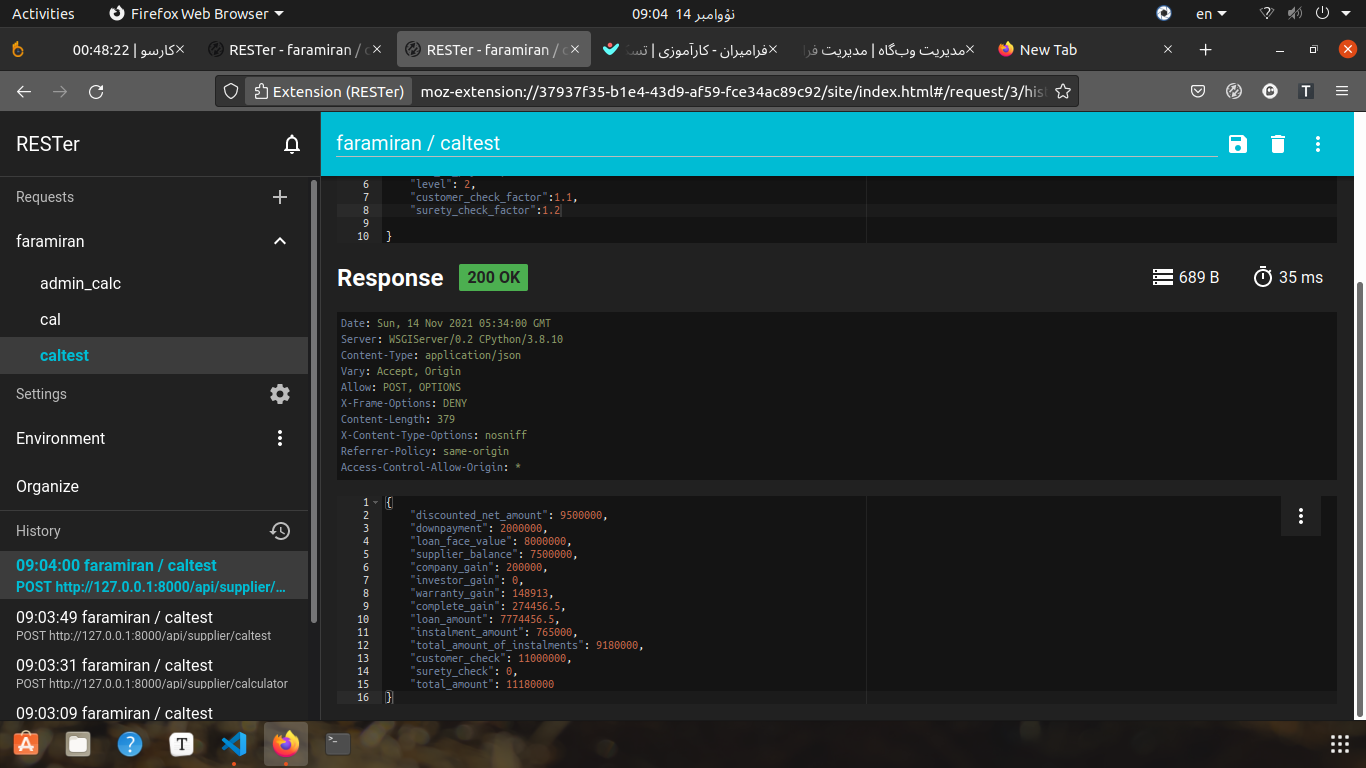 Activities
Firefox Web Browser
09:04 14 نؤوامبر
en
کارسو | 00:48:22
RESTer - faramiran / c
RESTer - faramiran / c
فرامیران - کارآموزی | تست
مدیریت وب‌گاه | مدیریت فرا
New Tab
Extension (RESTer)
moz-extension://37937f35-b1e4-43d9-af59-fce34ac89c92/site/index.html#/request/3/hist
RESTer
faramiran / caltest
Requests
faramiran
admin_calc
cal
caltest
Settings
Environment
Organize
History
09:04:00 faramiran / caltest
POST http://127.0.0.1:8000/api/supplier/…
09:03:49 faramiran / caltest
POST http://127.0.0.1:8000/api/supplier/caltest
09:03:31 faramiran / caltest
POST http://127.0.0.1:8000/api/supplier/calculator
09:03:09 faramiran / caltest
6 "level": 2,
7 "customer_check_factor":1.1,
8 "surety_check_factor":1.2
9
10 }
Response 200 OK
689 B 35 ms
Date: Sun, 14 Nov 2021 05:34:00 GMT
Server: WSGIServer/0.2 CPython/3.8.10
Content-Type: application/json
Vary: Accept, Origin
Allow: POST, OPTIONS
X-Frame-Options: DENY
Content-Length: 379
X-Content-Type-Options: nosniff
Referrer-Policy: same-origin
Access-Control-Allow-Origin: *
1 {
2 "discounted_net_amount": 9500000,
3 "downpayment": 2000000,
4 "loan_face_value": 8000000,
5 "supplier_balance": 7500000,
6 "company_gain": 200000,
7 "investor_gain": 0,
8 "warranty_gain": 148913,
9 "complete_gain": 274456.5,
10 "loan_amount": 7774456.5,
11 "instalment_amount": 765000,
12 "total_amount_of_instalments": 9180000,
13 "customer_check": 11000000,
14 "surety_check": 0,
15 "total_amount": 11180000
16 }